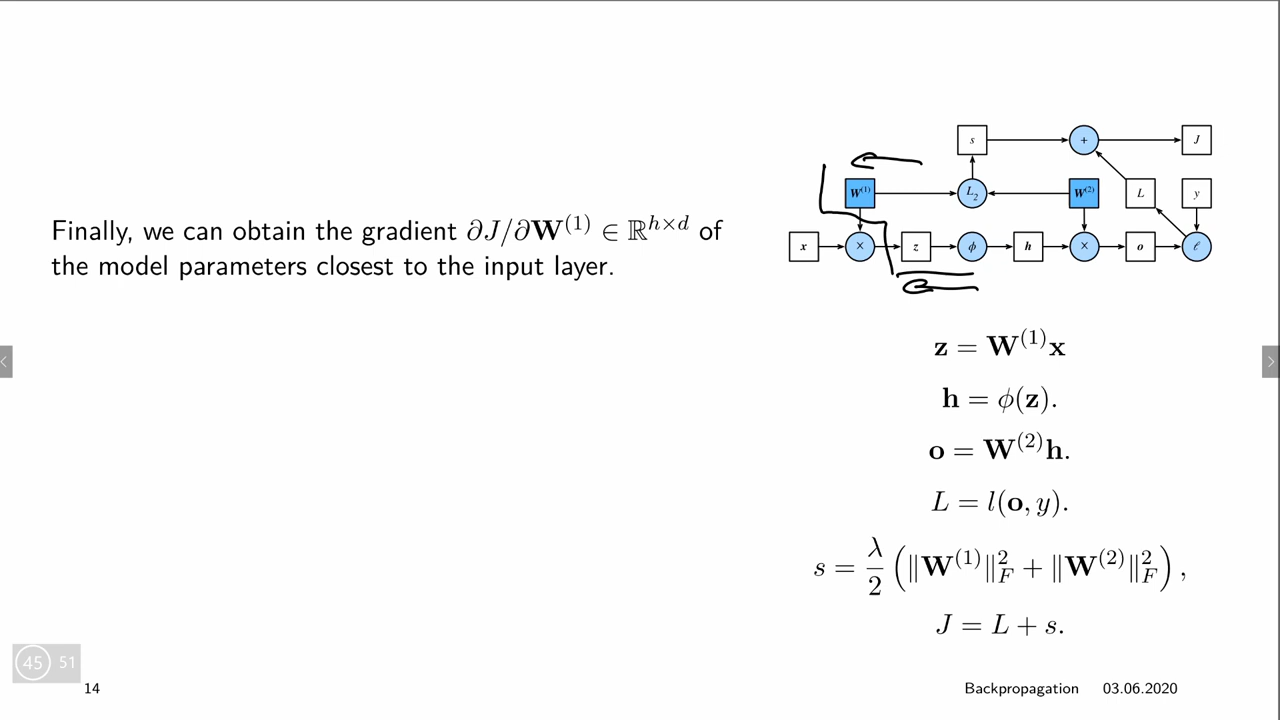 Finally, we can obtain the gradient ∂J/∂W⁽¹⁾ ∈ ℝ^{h×d} of
the model parameters closest to the input layer.
s + J
W⁽¹⁾ L₂ W⁽²⁾ L y
x × z ϕ h × o ℓ
z = W⁽¹⁾x
h = ϕ(z).
o = W⁽²⁾h.
L = l(o, y).
s = λ/2 (‖W⁽¹⁾‖²_F + ‖W⁽²⁾‖²_F),
J = L + s.
45 51
14 Backpropagation 03.06.2020